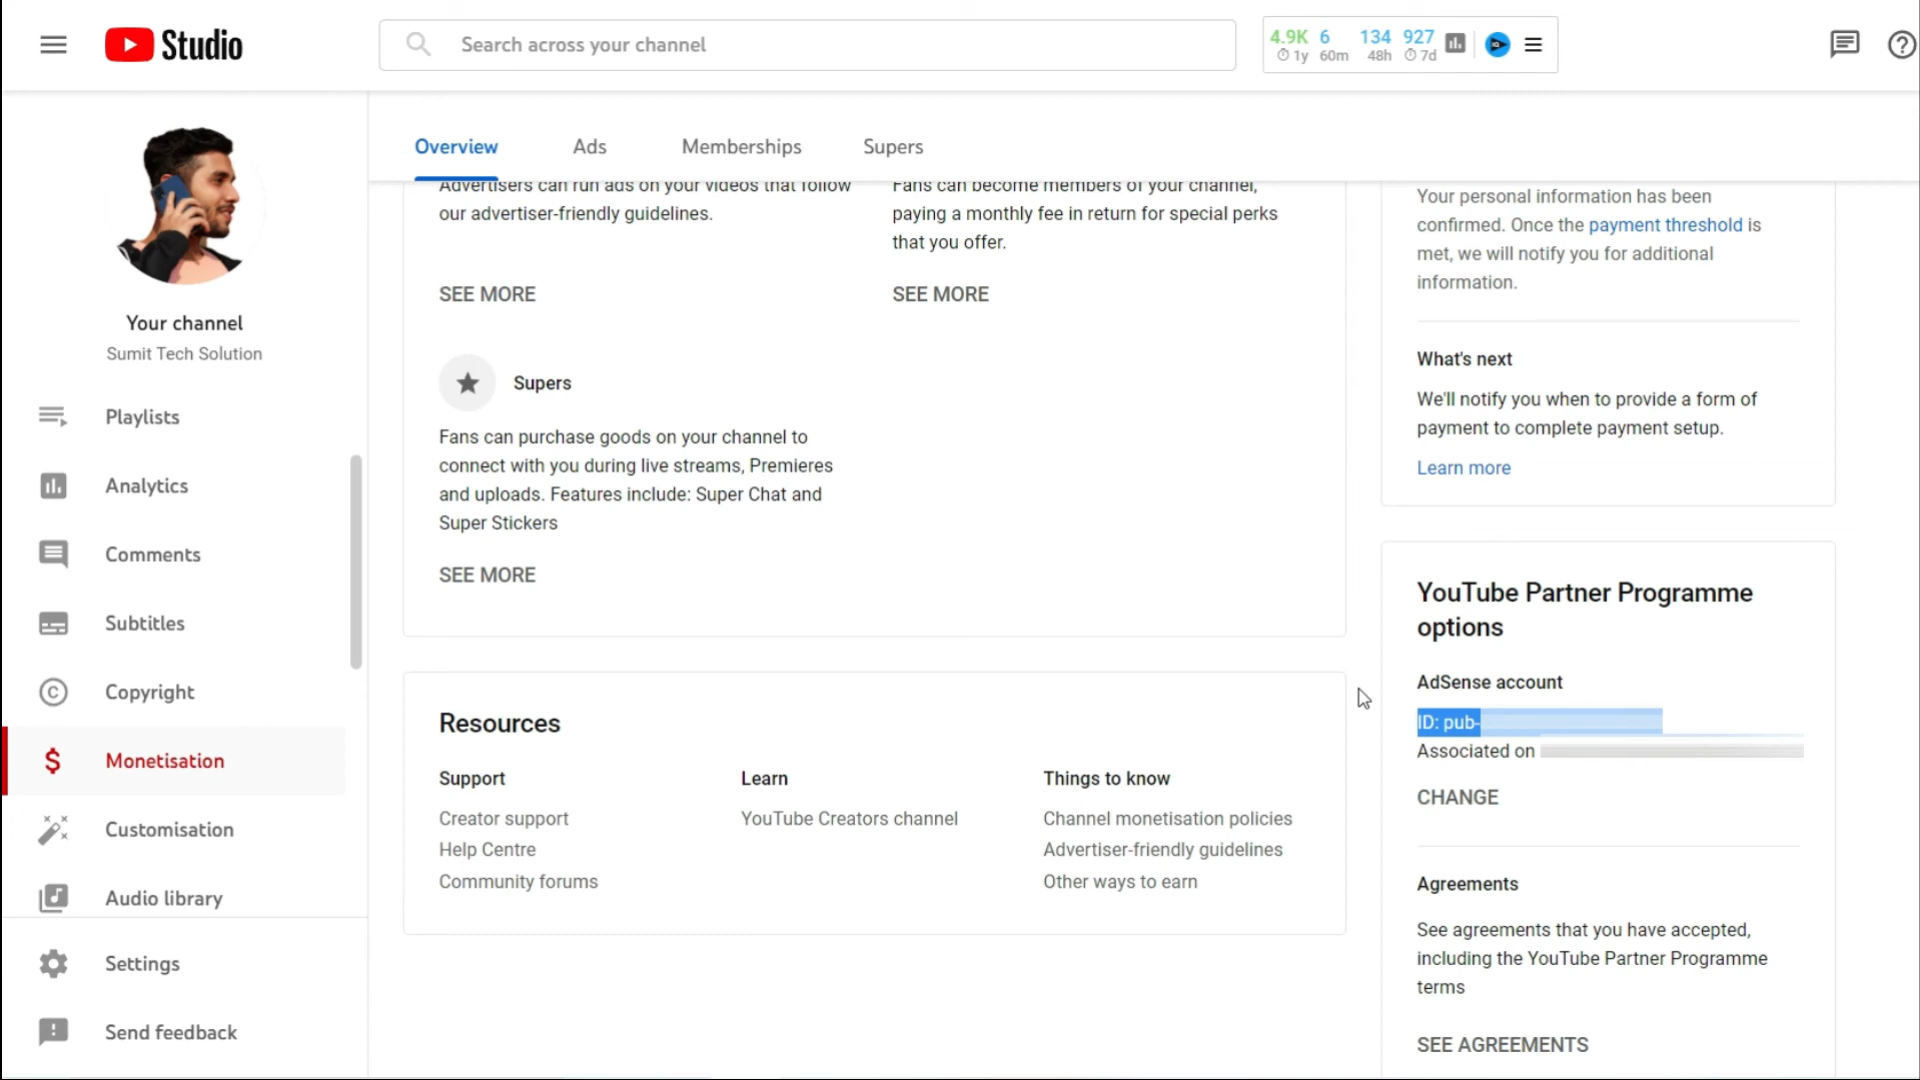 Studio
Search across your channel
4.9K 6 134 927
1y 60m 48h 7d
Your channel
Sumit Tech Solution
Playlists
Analytics
Comments
Subtitles
Copyright
Monetisation
Customisation
Audio library
Settings
Send feedback
Overview Ads Memberships Supers
Advertisers can run ads on your videos that follow
our advertiser-friendly guidelines.
SEE MORE
Fans can become members of your channel,
paying a monthly fee in return for special perks
that you offer.
SEE MORE
Supers
Fans can purchase goods on your channel to
connect with you during live streams, Premieres
and uploads. Features include: Super Chat and
Super Stickers
SEE MORE
Resources
Support
Creator support
Help Centre
Community forums
Learn
YouTube Creators channel
Things to know
Channel monetisation policies
Advertiser-friendly guidelines
Other ways to earn
Your personal information has been
confirmed. Once the payment threshold is
met, we will notify you for additional
information.
What's next
We'll notify you when to provide a form of
payment to complete payment setup.
Learn more
YouTube Partner Programme
options
AdSense account
ID: pub-
Associated on
CHANGE
Agreements
See agreements that you have accepted,
including the YouTube Partner Programme
terms
SEE AGREEMENTS